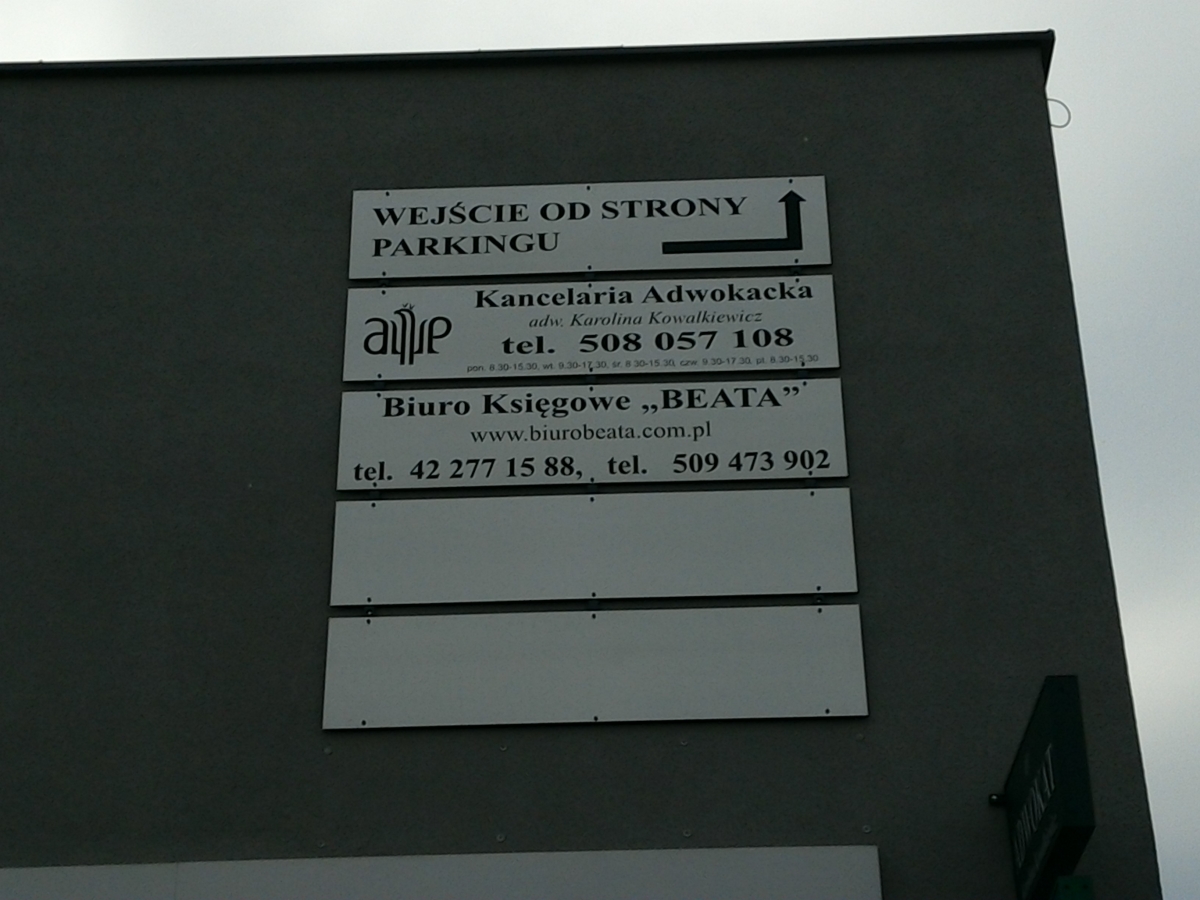 WEJŚCIE OD STRONY
PARKINGU
Kancelaria Adwokacka
adw. Karolina Kowalkiewicz
tel. 508 057 108
pon. 8.30-15.30, wt. 9.30-17.30, śr. 8.30-15.30, czw. 9.30-17.30, pt. 8.30-15.30
Biuro Księgowe „BEATA”
www.biurobeata.com.pl
tel. 42 277 15 88, tel. 509 473 902
ADWOKAT